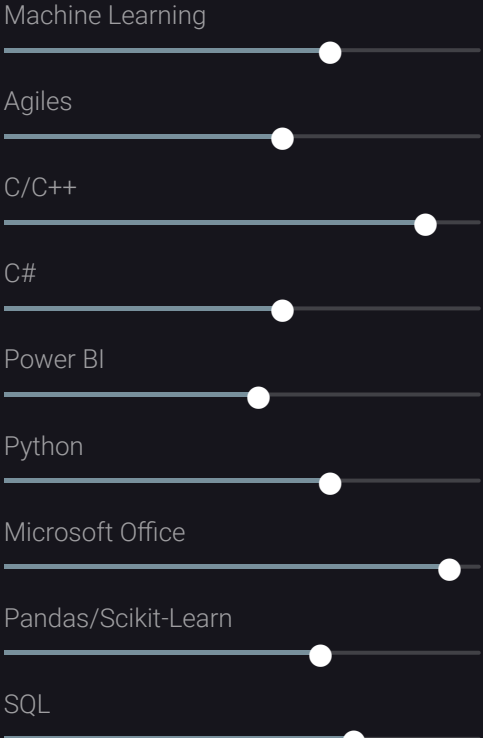 Machine Learning
Agiles
C/C++
C#
Power BI
Python
Microsoft Office
Pandas/Scikit-Learn
SQL